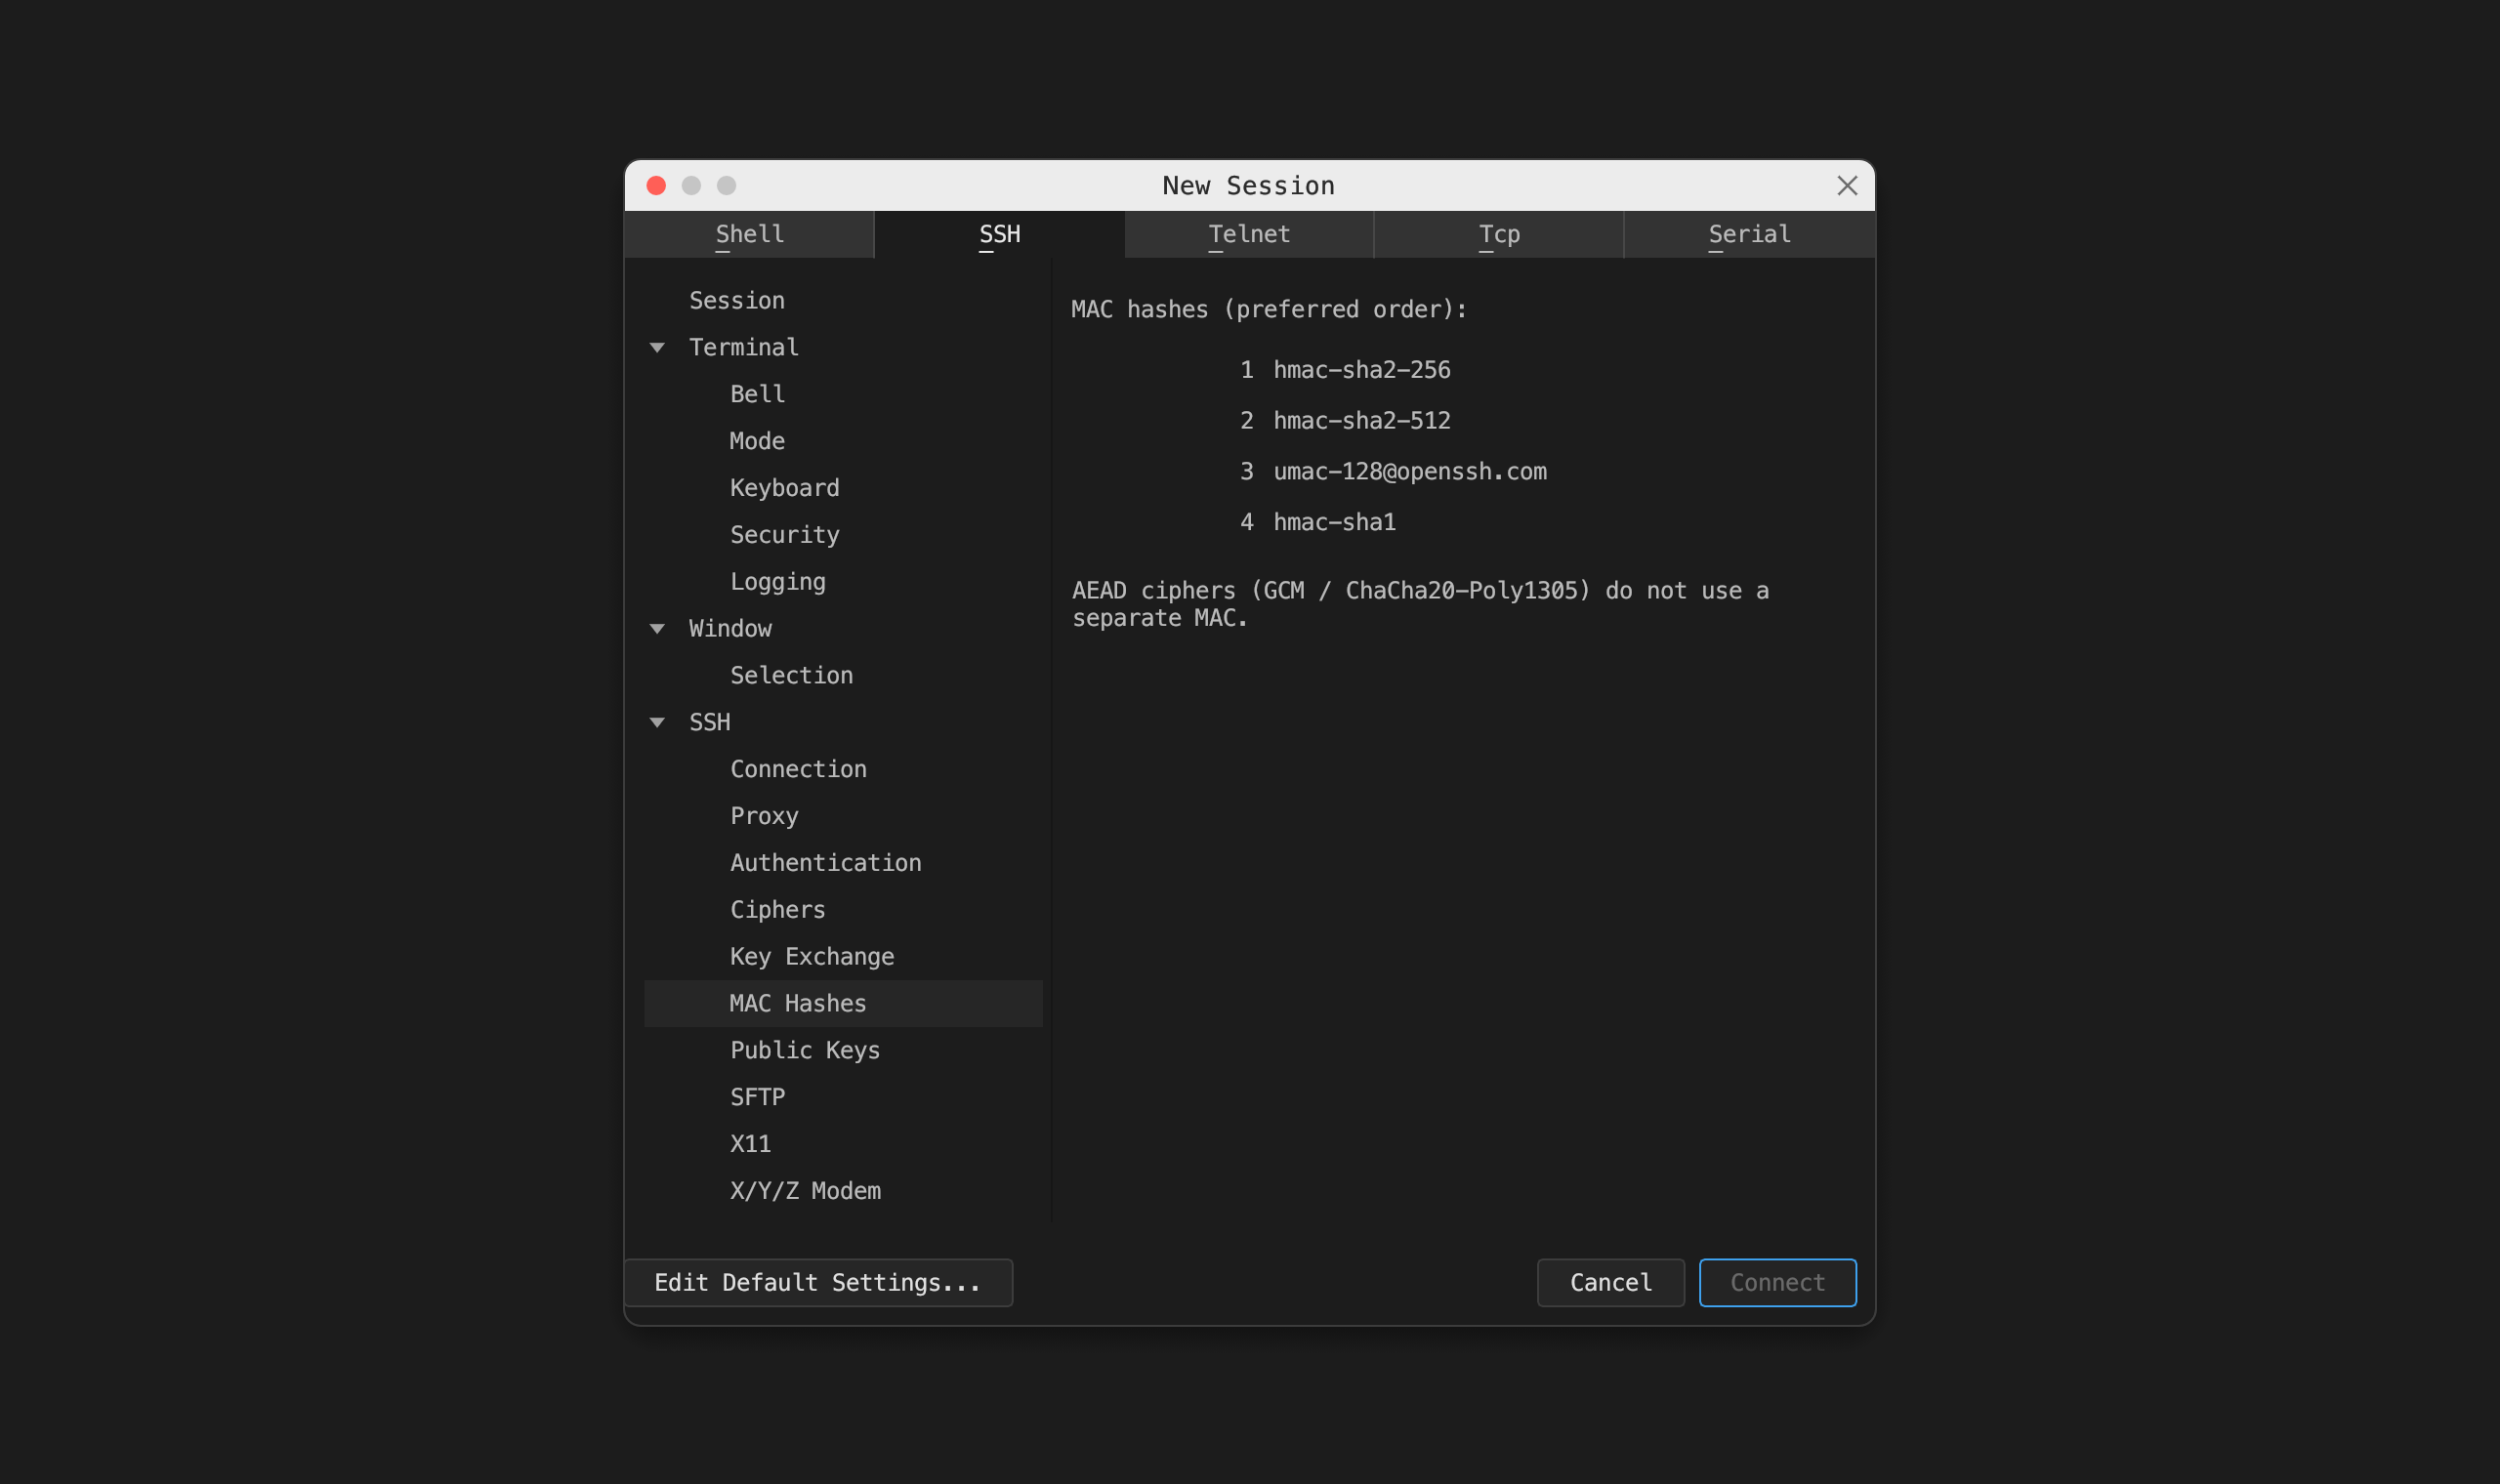 New Session
Shell
SSH
Telnet
Tcp
Serial
Session
Terminal
Bell
Mode
Keyboard
Security
Logging
Window
Selection
SSH
Connection
Proxy
Authentication
Ciphers
Key Exchange
MAC Hashes
Public Keys
SFTP
X11
X/Y/Z Modem
MAC hashes (preferred order):
1 hmac-sha2-256
2 hmac-sha2-512
3 umac-128@openssh.com
4 hmac-sha1
AEAD ciphers (GCM / ChaCha20-Poly1305) do not use a
separate MAC.
Edit Default Settings...
Cancel
Connect